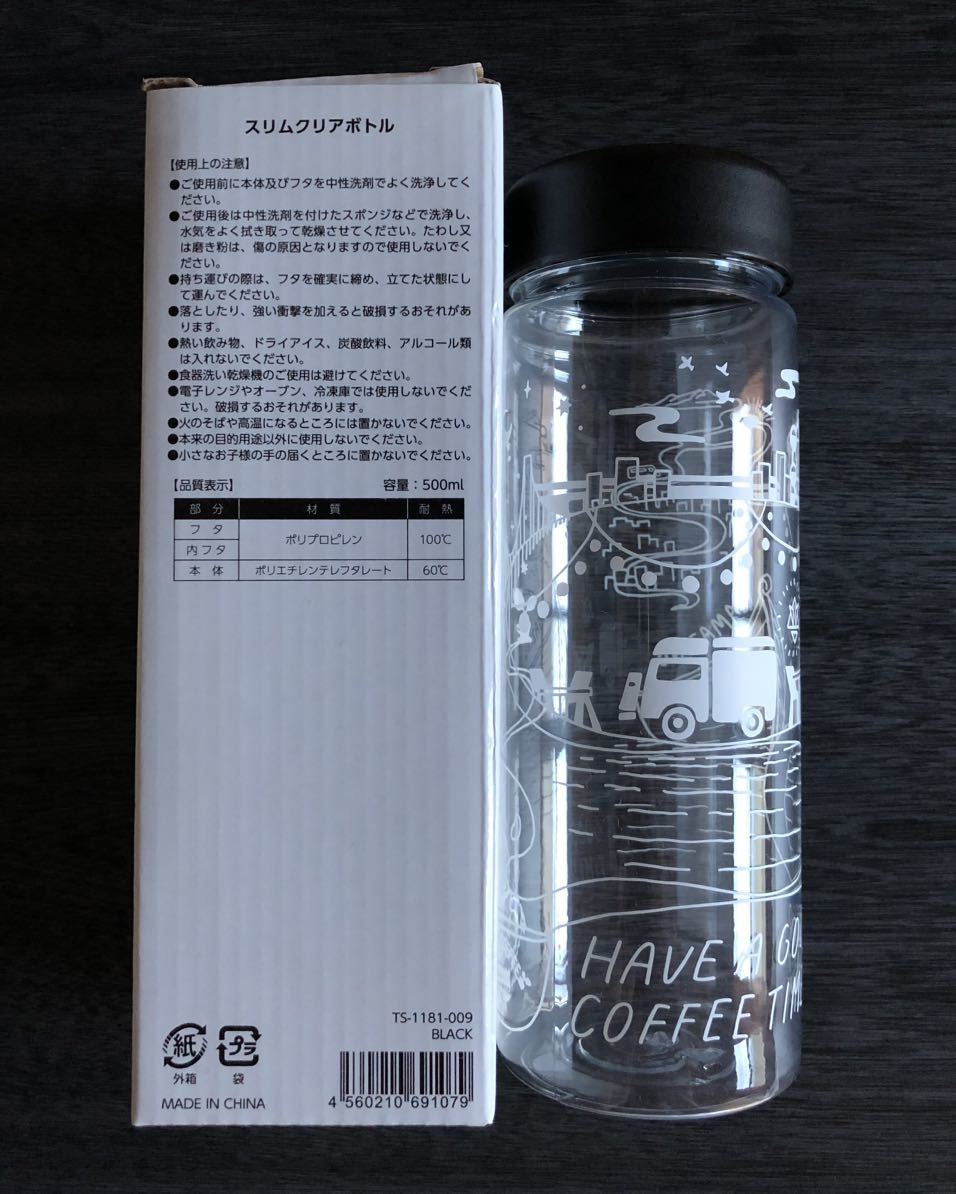 スリムクリアボトル
【使用上の注意】
●ご使用前に本体及びフタを中性洗剤でよく洗浄してく
ださい。
●ご使用後は中性洗剤を付けたスポンジなどで洗浄し、
水気をよく拭き取って乾燥させてください。たわし又
は磨き粉は、傷の原因となりますので使用しないでく
ださい。
●持ち運びの際は、フタを確実に締め、立てた状態にし
て運んでください。
●落としたり、強い衝撃を加えると破損するおそれがあ
ります。
●熱い飲み物、ドライアイス、炭酸飲料、アルコール類
は入れないでください。
●食器洗い乾燥機のご使用は避けてください。
●電子レンジやオーブン、冷凍庫では使用しないでくだ
さい。破損するおそれがあります。
●火のそばや高温になるところには置かないでください。
●本来の目的用途以外に使用しないでください。
●小さなお子様の手の届くところに置かないでください。
【品質表示】 容量：500ml
部分 材質 耐熱
フタ ポリプロピレン 100℃
内フタ
本体 ポリエチレンテレフタレート 60℃
TS-1181-009
BLACK
紙 プラ
外箱 袋
MADE IN CHINA
4 560210 691079
HAVE A GO
COFFEE TIM